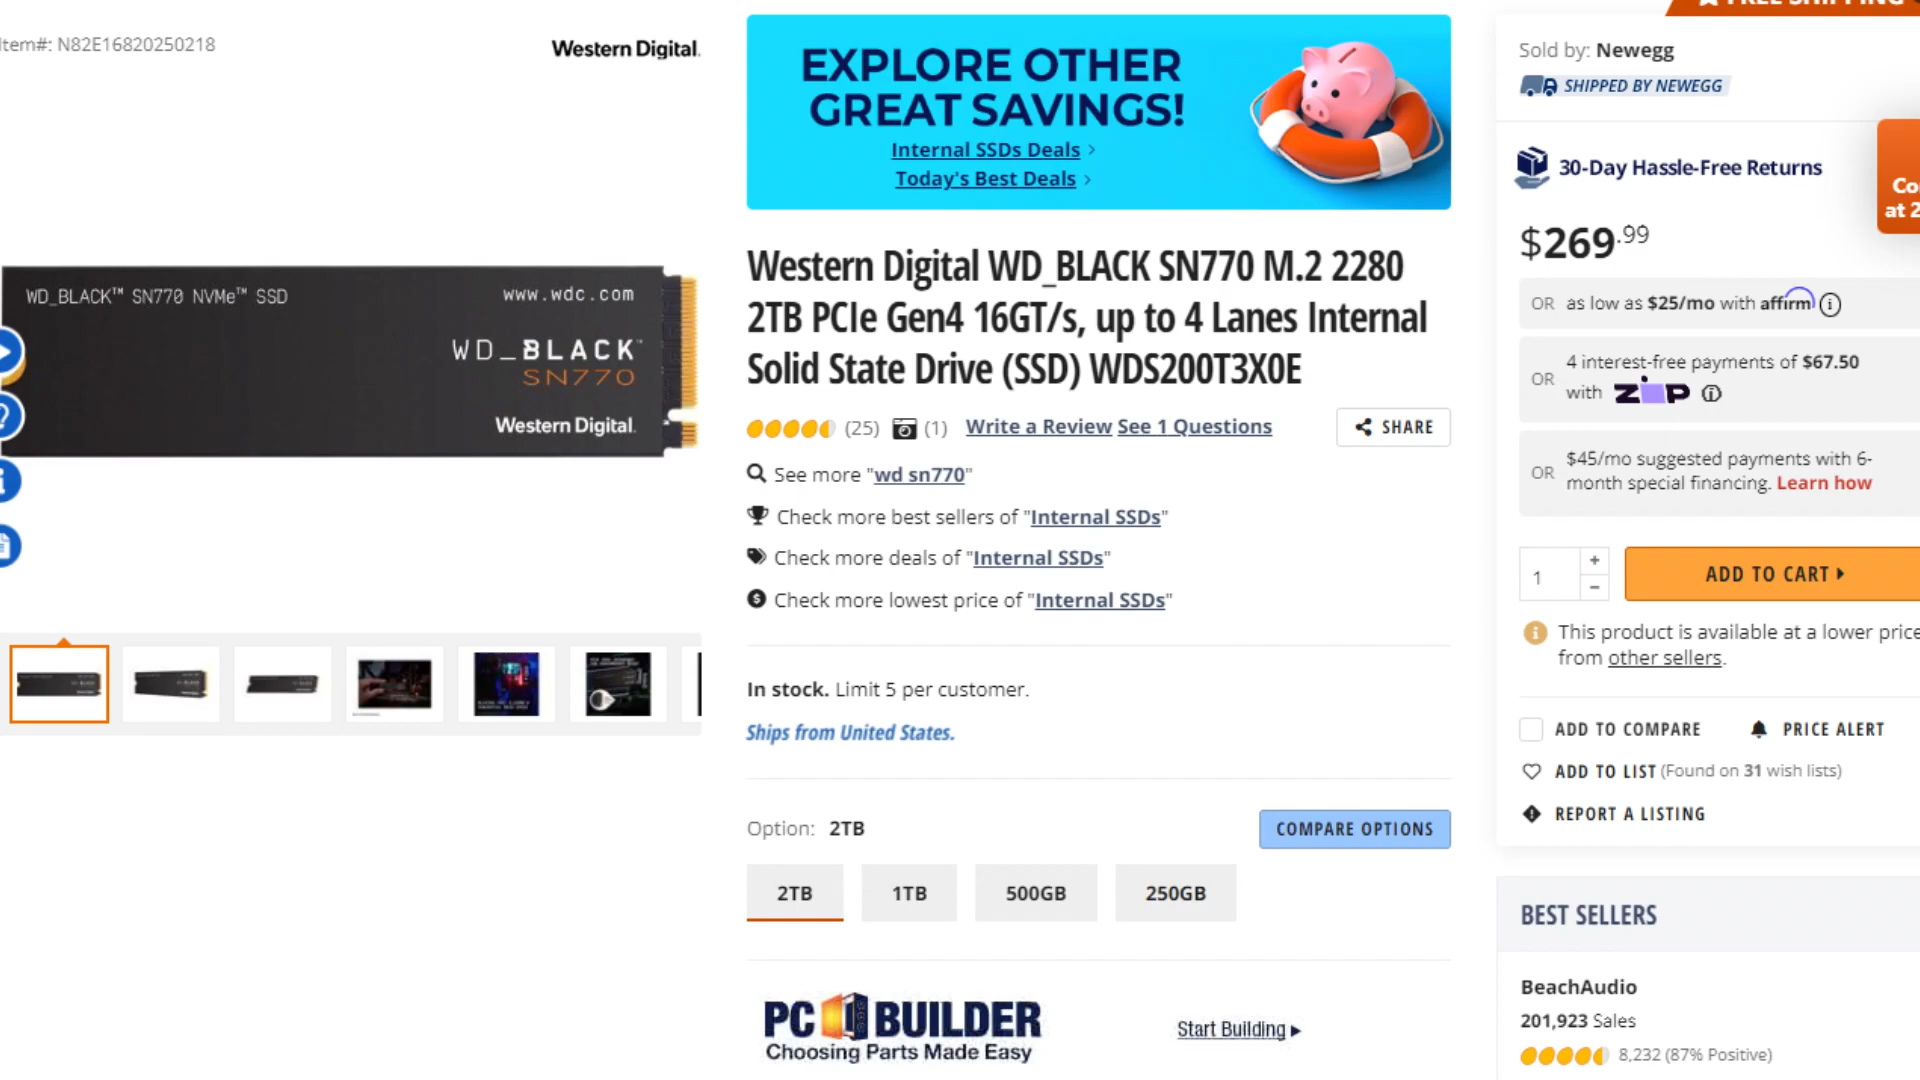 FREE SHIPPING
Item#: N82E16820250218
Western Digital.
WD_BLACK™ SN770 NVMe™ SSD
www.wdc.com
WD_BLACK™
SN770
Western Digital.
EXPLORE OTHER
GREAT SAVINGS!
Internal SSDs Deals
Today's Best Deals
Western Digital WD_BLACK SN770 M.2 2280
2TB PCIe Gen4 16GT/s, up to 4 Lanes Internal
Solid State Drive (SSD) WDS200T3X0E
(25) (1) Write a Review See 1 Questions
SHARE
See more "wd sn770"
Check more best sellers of "Internal SSDs"
Check more deals of "Internal SSDs"
Check more lowest price of "Internal SSDs"
In stock. Limit 5 per customer.
Ships from United States.
Option: 2TB
COMPARE OPTIONS
2TB 1TB 500GB 250GB
PC BUILDER
Choosing Parts Made Easy
Start Building
Sold by: Newegg
SHIPPED BY NEWEGG
30-Day Hassle-Free Returns
Co
at 2
$269.99
OR as low as $25/mo with affirm
OR 4 interest-free payments of $67.50
with ZIP
OR $45/mo suggested payments with 6-
month special financing. Learn how
1 + −
ADD TO CART
This product is available at a lower price
from other sellers.
ADD TO COMPARE PRICE ALERT
ADD TO LIST (Found on 31 wish lists)
REPORT A LISTING
BEST SELLERS
BeachAudio
201,923 Sales
8,232 (87% Positive)